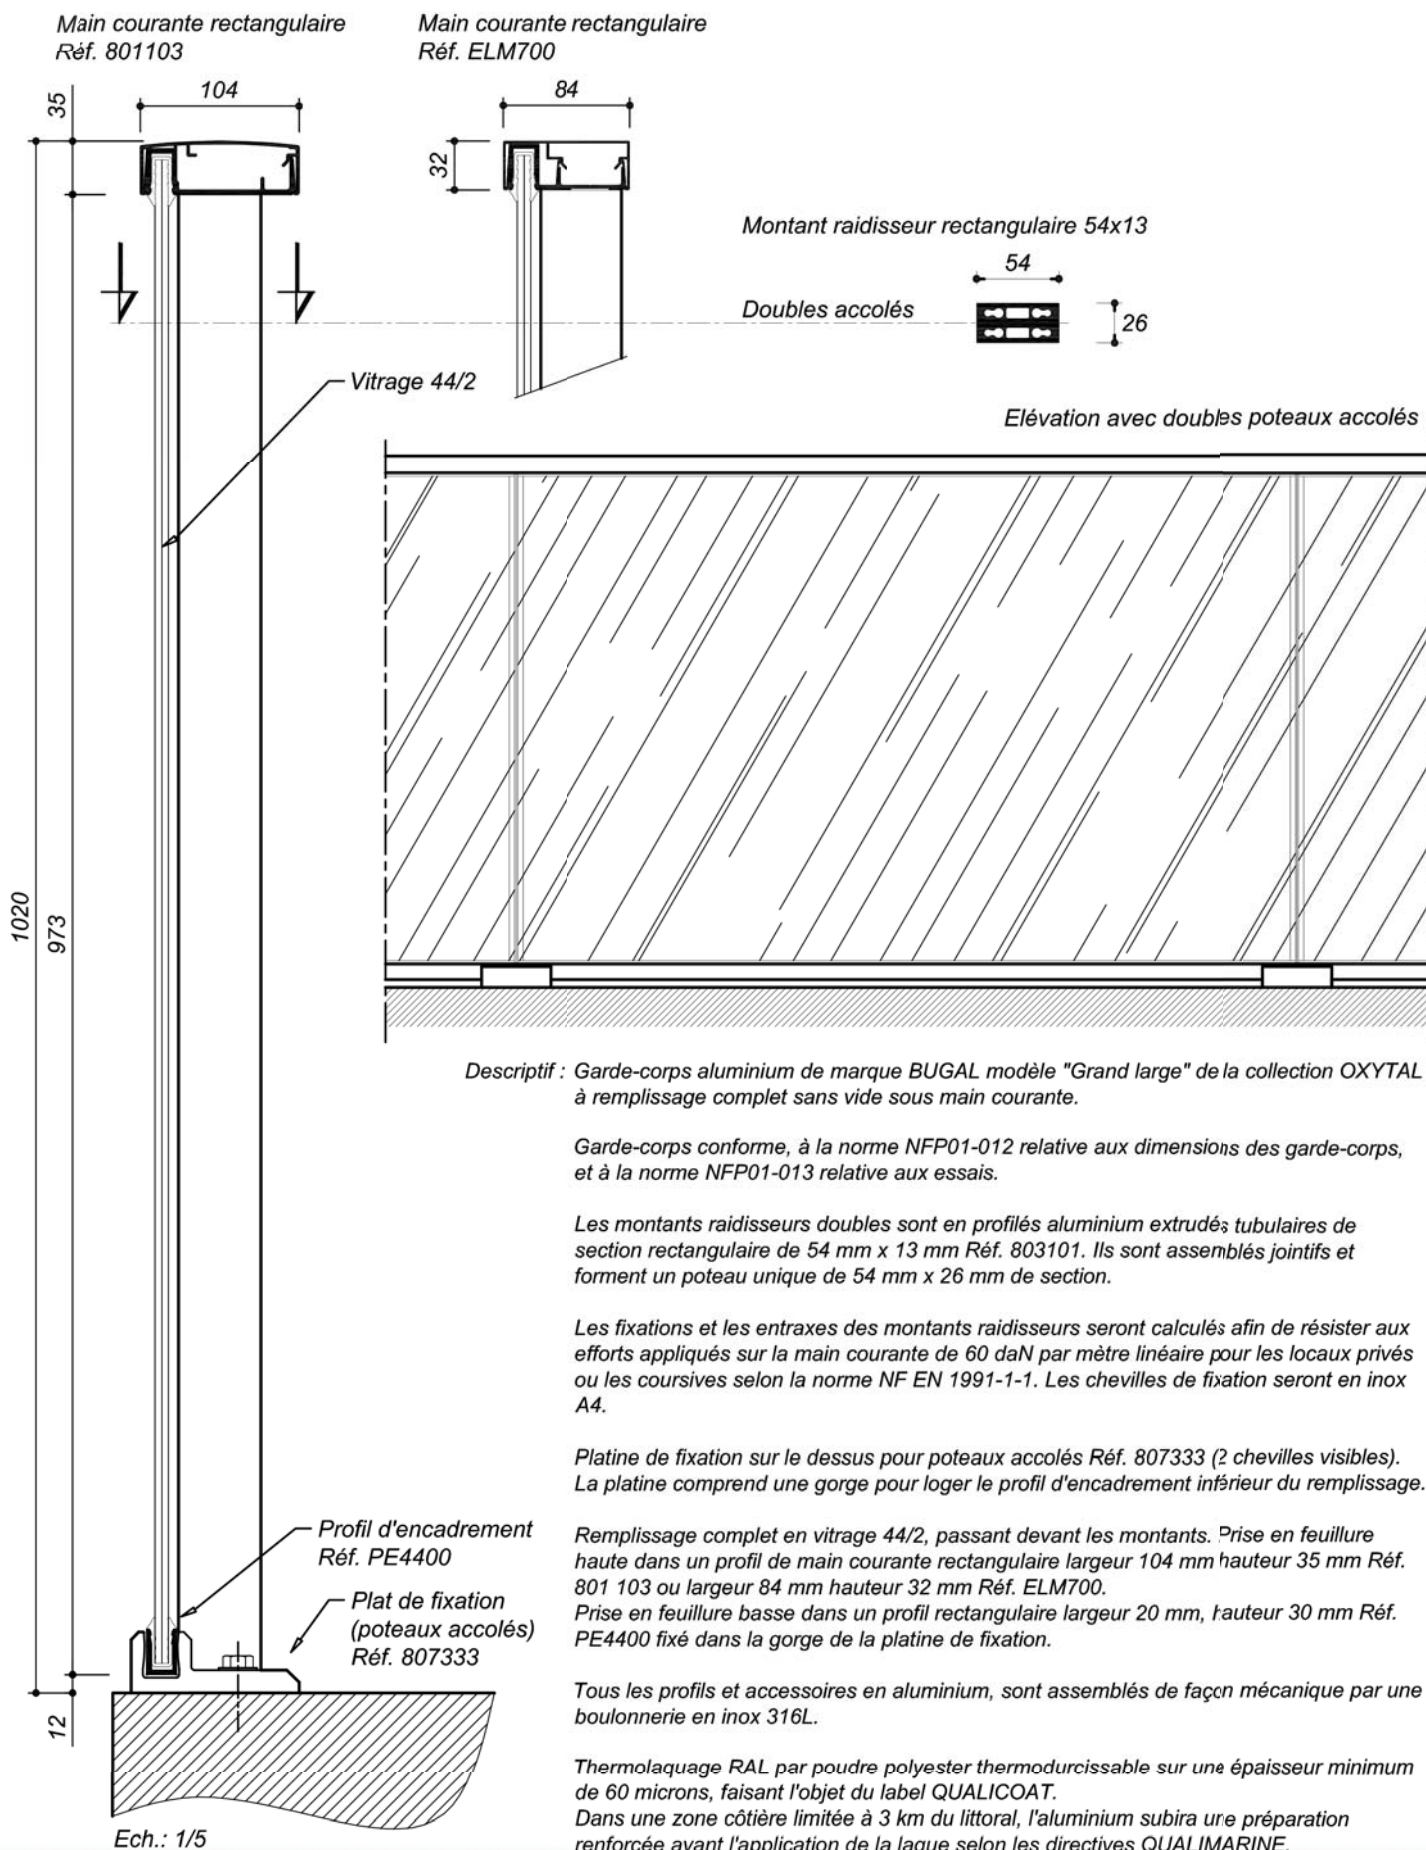 Main courante rectangulaire
Réf. 801103
Main courante rectangulaire
Réf. ELM700
35
104
84
32
Montant raidisseur rectangulaire 54x13
54
Doubles accolés
26
Vitrage 44/2
Elévation avec doubles poteaux accolés
1020
973
Descriptif : Garde-corps aluminium de marque BUGAL modèle "Grand large" de la collection OXYTAL
à remplissage complet sans vide sous main courante.
Garde-corps conforme, à la norme NFP01-012 relative aux dimensions des garde-corps,
et à la norme NFP01-013 relative aux essais.
Les montants raidisseurs doubles sont en profilés aluminium extrudés tubulaires de
section rectangulaire de 54 mm x 13 mm Réf. 803101. Ils sont assemblés jointifs et
forment un poteau unique de 54 mm x 26 mm de section.
Les fixations et les entraxes des montants raidisseurs seront calculés afin de résister aux
efforts appliqués sur la main courante de 60 daN par mètre linéaire pour les locaux privés
ou les coursives selon la norme NF EN 1991-1-1. Les chevilles de fixation seront en inox
A4.
Platine de fixation sur le dessus pour poteaux accolés Réf. 807333 (2 chevilles visibles).
La platine comprend une gorge pour loger le profil d'encadrement inférieur du remplissage.
Profil d'encadrement
Réf. PE4400
Plat de fixation
(poteaux accolés)
Réf. 807333
Remplissage complet en vitrage 44/2, passant devant les montants. Prise en feuillure
haute dans un profil de main courante rectangulaire largeur 104 mm hauteur 35 mm Réf.
801 103 ou largeur 84 mm hauteur 32 mm Réf. ELM700.
Prise en feuillure basse dans un profil rectangulaire largeur 20 mm, hauteur 30 mm Réf.
PE4400 fixé dans la gorge de la platine de fixation.
12
Tous les profils et accessoires en aluminium, sont assemblés de façon mécanique par une
boulonnerie en inox 316L.
Thermolaquage RAL par poudre polyester thermodurcissable sur une épaisseur minimum
de 60 microns, faisant l'objet du label QUALICOAT.
Dans une zone côtière limitée à 3 km du littoral, l'aluminium subira une préparation
renforcée avant l'application de la laque selon les directives QUALIMARINE.
Ech.: 1/5